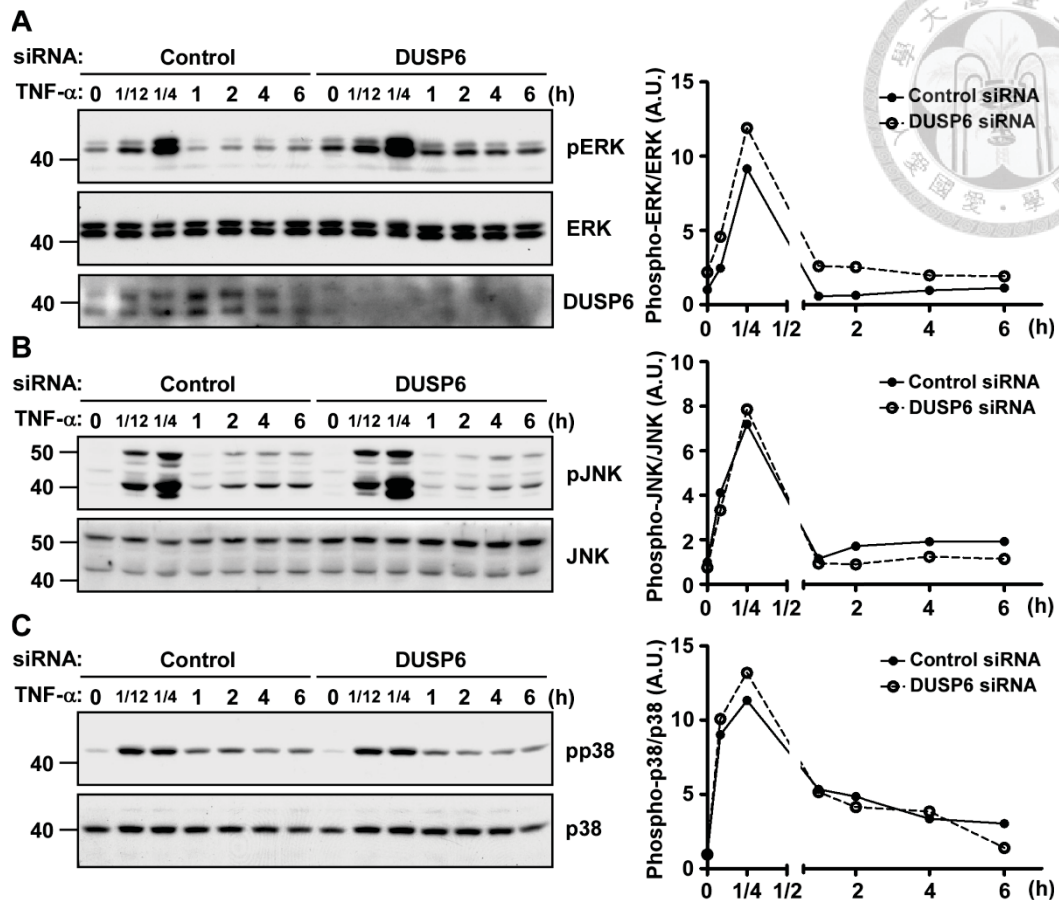 A
siRNA: Control DUSP6
TNF-α: 0 1/12 1/4 1 2 4 6 0 1/12 1/4 1 2 4 6 (h)
40 pERK
40 ERK
40 DUSP6
Phospho-ERK/ERK (A.U.)
15
10
5
0
Control siRNA
DUSP6 siRNA
0 1/4 1/2 2 4 6 (h)
B
siRNA: Control DUSP6
TNF-α: 0 1/12 1/4 1 2 4 6 0 1/12 1/4 1 2 4 6 (h)
50
40 pJNK
50
40 JNK
Phospho-JNK/JNK (A.U.)
10
8
6
4
2
0
Control siRNA
DUSP6 siRNA
0 1/4 1/2 2 4 6 (h)
C
siRNA: Control DUSP6
TNF-α: 0 1/12 1/4 1 2 4 6 0 1/12 1/4 1 2 4 6 (h)
40 pp38
40 p38
Phospho-p38/p38 (A.U.)
15
10
5
0
Control siRNA
DUSP6 siRNA
0 1/4 1/2 2 4 6 (h)